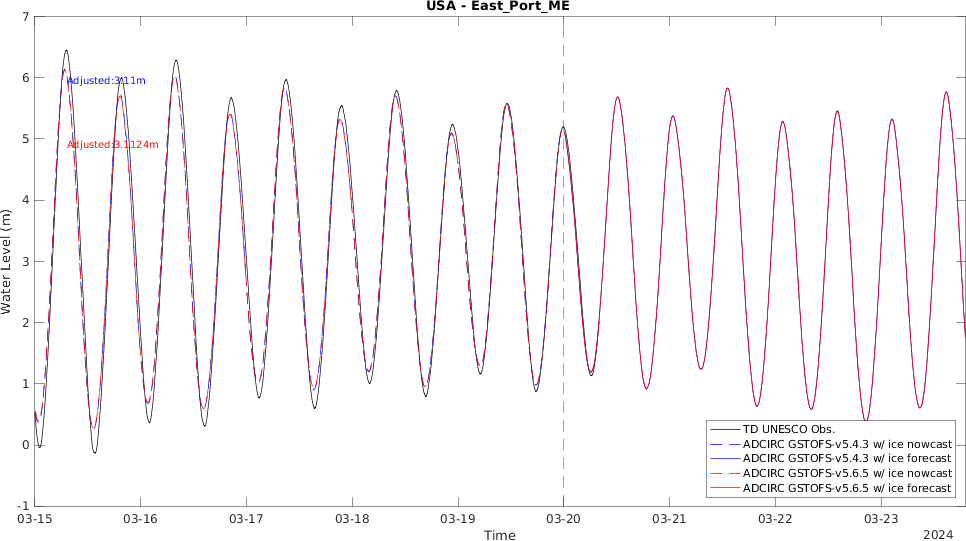 USA - East_Port_ME
7
6
5
4
3
2
1
0
-1
Water Level (m)
Adjusted:3.11m
Adjusted:3.1124m
TD UNESCO Obs.
ADCIRC GSTOFS-v5.4.3 w/ ice nowcast
ADCIRC GSTOFS-v5.4.3 w/ ice forecast
ADCIRC GSTOFS-v5.6.5 w/ ice nowcast
ADCIRC GSTOFS-v5.6.5 w/ ice forecast
03-15 03-16 03-17 03-18 03-19 03-20 03-21 03-22 03-23
Time
2024